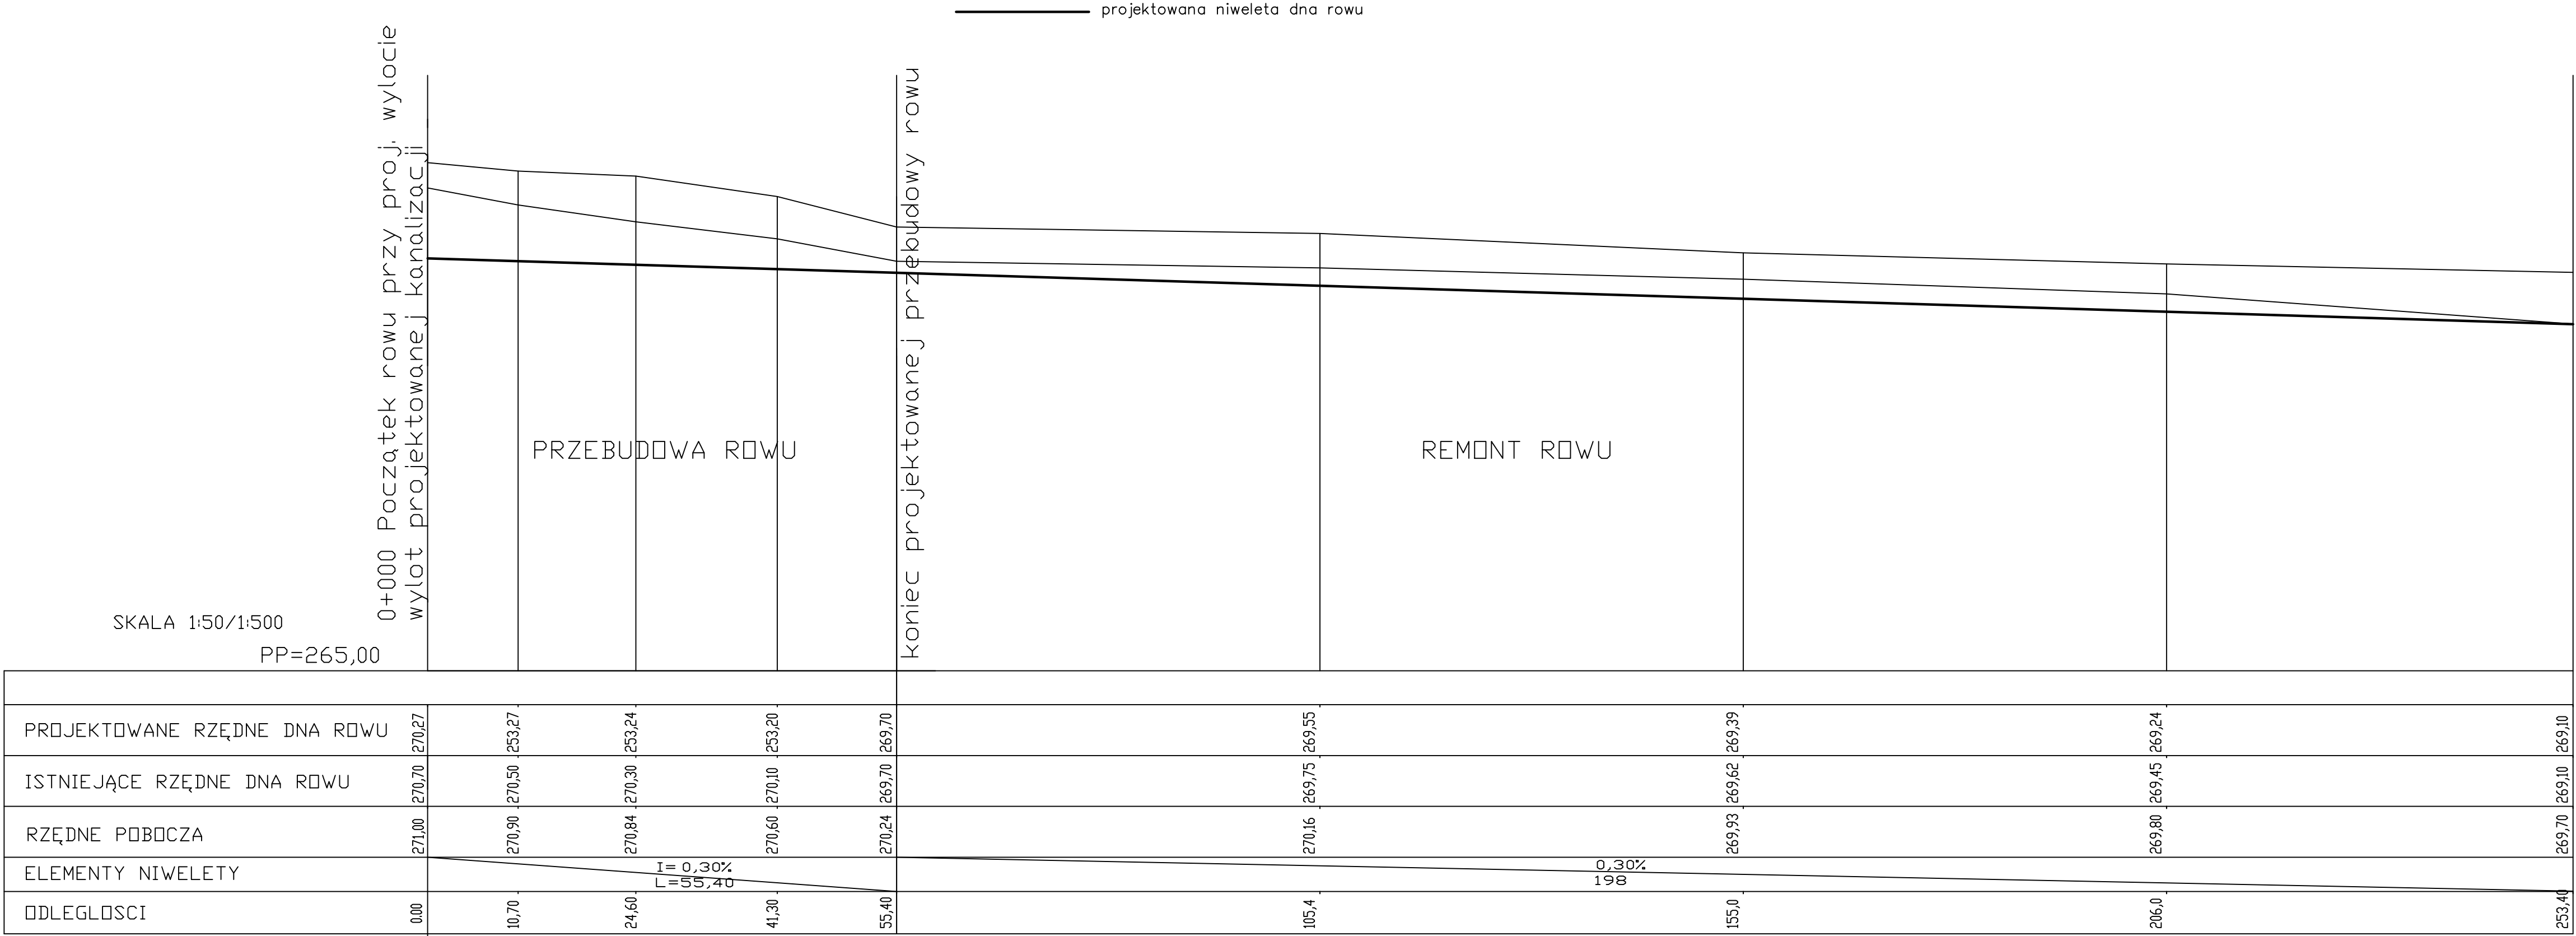 projektowana niweleta dna rowu
0+000 Początek rowu przy proj. wylocie
wylot projektowanej kanalizacji
koniec projektowanej przebudowy rowu
PRZEBUDOWA ROWU
REMONT ROWU
SKALA 1:50/1:500
PP=265,00
PROJEKTOWANE RZĘDNE DNA ROWU 270,27 253,27 253,24 253,20 269,70 269,55 269,39 269,24 269,10
ISTNIEJĄCE RZĘDNE DNA ROWU 270,70 270,50 270,30 270,10 269,70 269,75 269,62 269,45 269,10
RZĘDNE POBOCZA 271,00 270,90 270,84 270,60 270,24 270,16 269,93 269,80 269,70
ELEMENTY NIWELETY
I= 0,30%
L=55,40
0,30%
198
ODLEGLOSCI 0.00 10,70 24,60 41,30 55,40 105,4 155,0 206,0 253,40